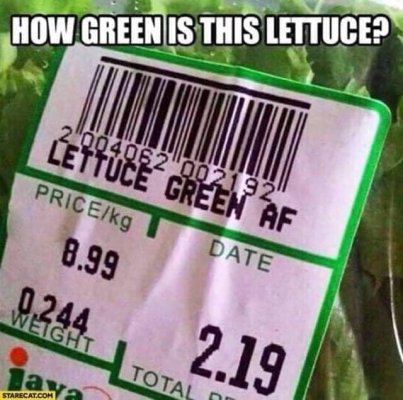 HOW GREEN IS THIS LETTUCE?
2 004062 002192
LETTUCE GREEN AF
PRICE/kg
DATE
8.99
0.244
WEIGHT
2.19
TOTAL
STARECAT.COM